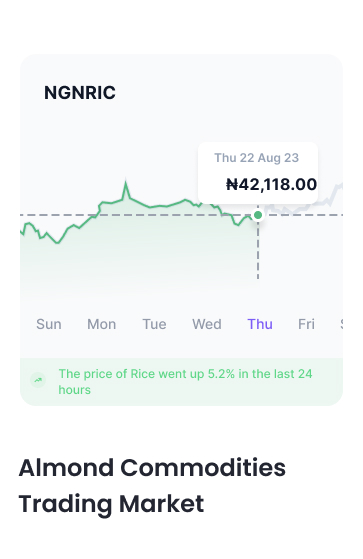 NGNRIC
Thu 22 Aug 23
₦42,118.00
Sun Mon Tue Wed Thu Fri S
The price of Rice went up 5.2% in the last 24
hours
Almond Commodities
Trading Market